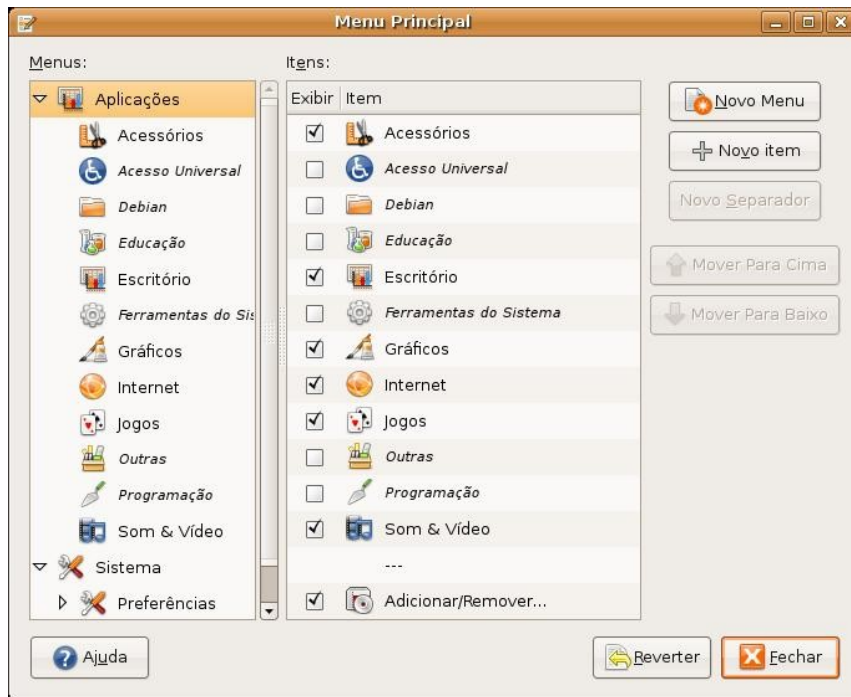 Menu Principal
Menus:
Aplicações
Acessórios
Acesso Universal
Debian
Educação
Escritório
Ferramentas do Sis
Gráficos
Internet
Jogos
Outras
Programação
Som & Vídeo
Sistema
Preferências
Itens:
Exibir Item
Acessórios
Acesso Universal
Debian
Educação
Escritório
Ferramentas do Sistema
Gráficos
Internet
Jogos
Outras
Programação
Som & Vídeo
---
Adicionar/Remover...
Novo Menu
Novo item
Novo Separador
Mover Para Cima
Mover Para Baixo
Ajuda
Reverter
Fechar